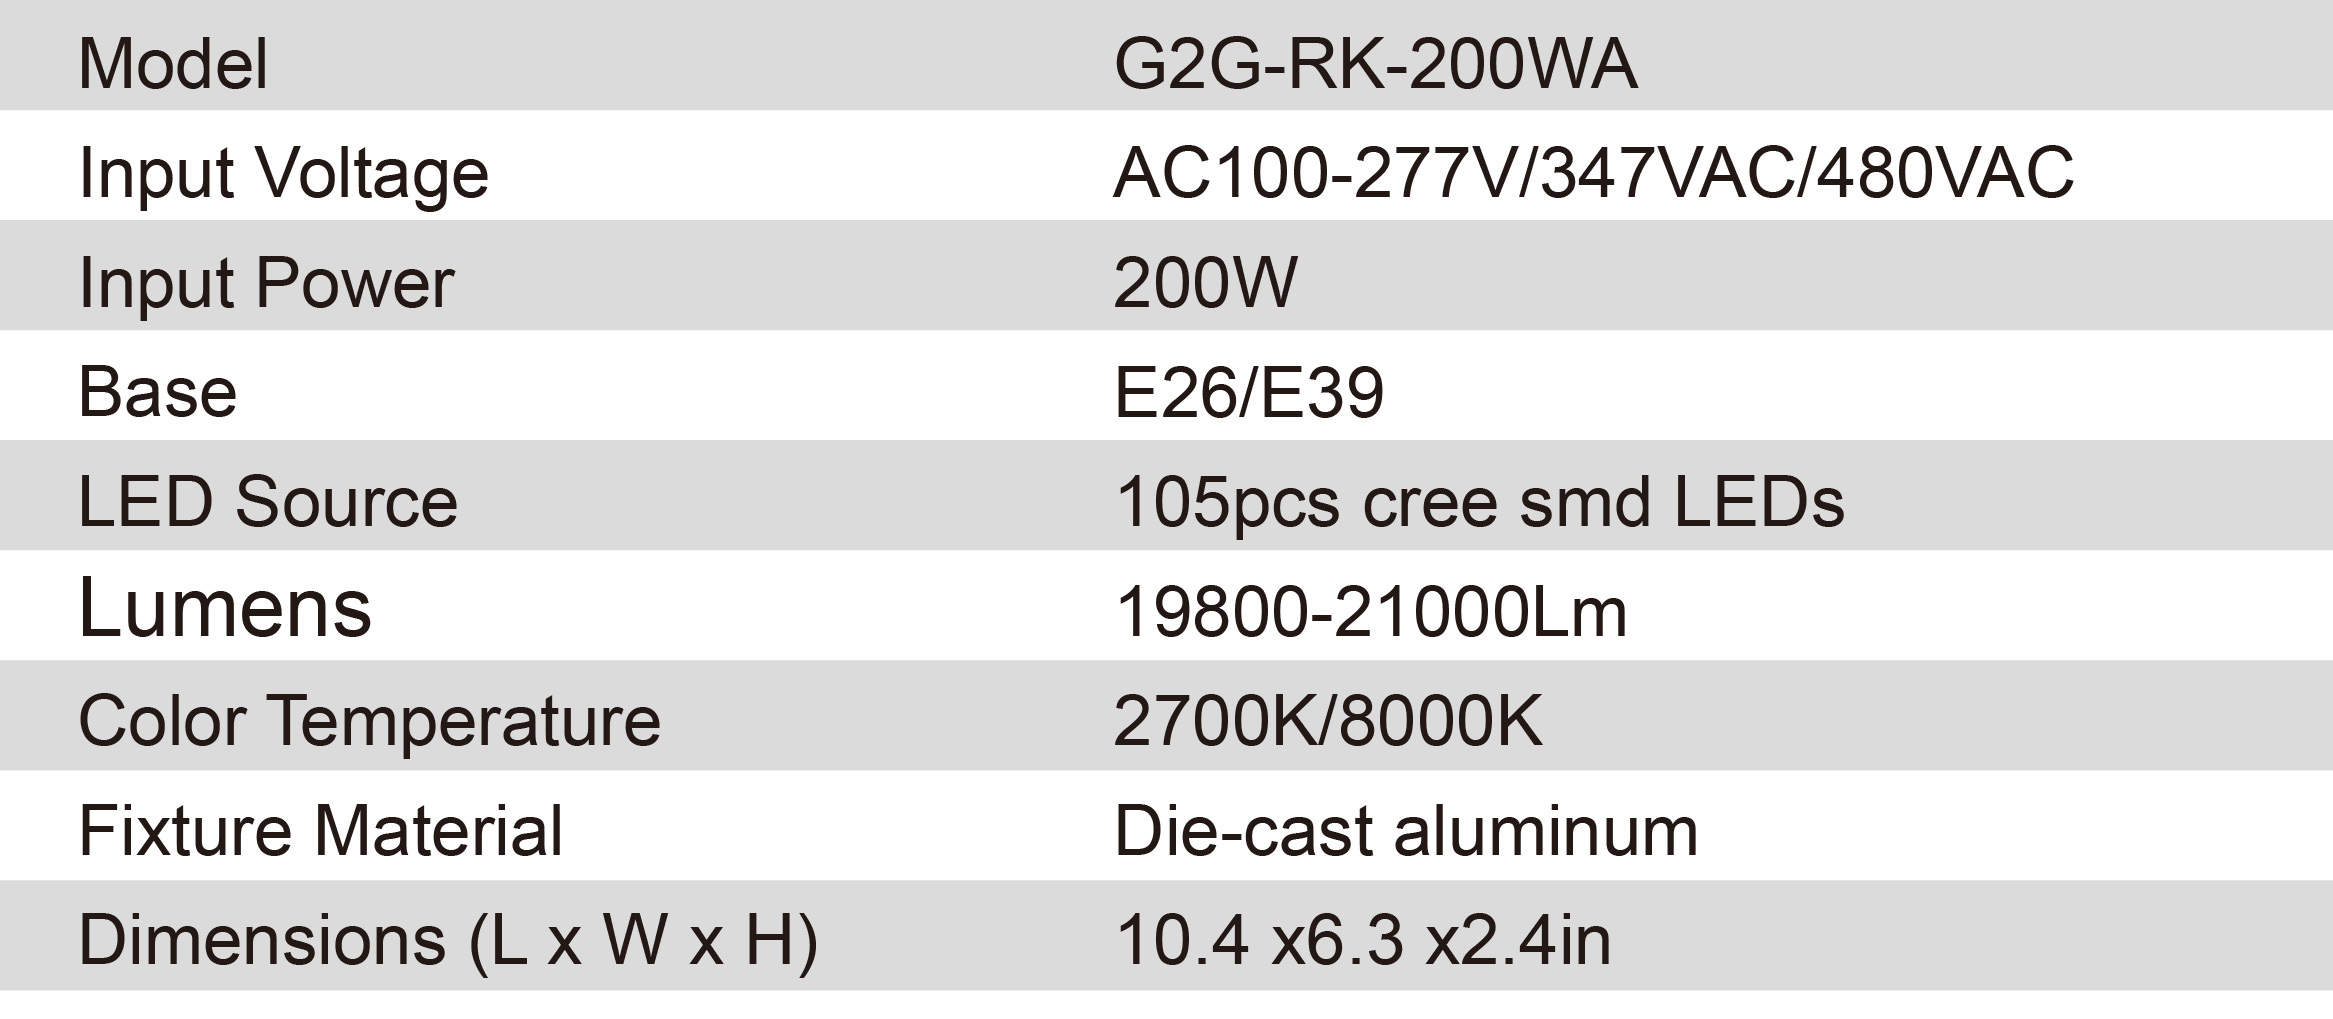 Model G2G-RK-200WA
Input Voltage AC100-277V/347VAC/480VAC
Input Power 200W
Base E26/E39
LED Source 105pcs cree smd LEDs
Lumens 19800-21000Lm
Color Temperature 2700K/8000K
Fixture Material Die-cast aluminum
Dimensions (L x W x H) 10.4 x6.3 x2.4in